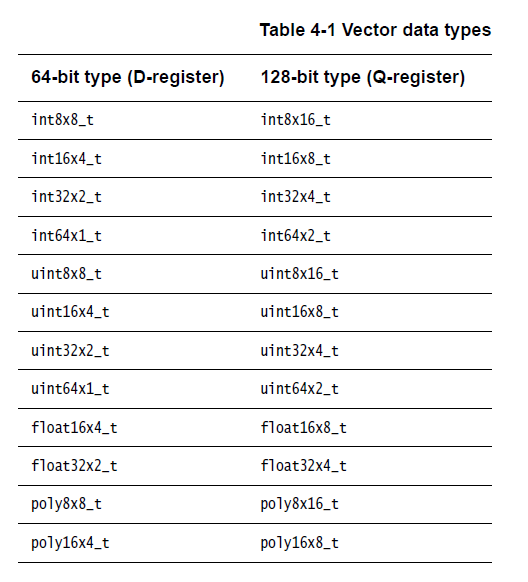 Table 4-1 Vector data types
64-bit type (D-register) 128-bit type (Q-register)
int8x8_t int8x16_t
int16x4_t int16x8_t
int32x2_t int32x4_t
int64x1_t int64x2_t
uint8x8_t uint8x16_t
uint16x4_t uint16x8_t
uint32x2_t uint32x4_t
uint64x1_t uint64x2_t
float16x4_t float16x8_t
float32x2_t float32x4_t
poly8x8_t poly8x16_t
poly16x4_t poly16x8_t